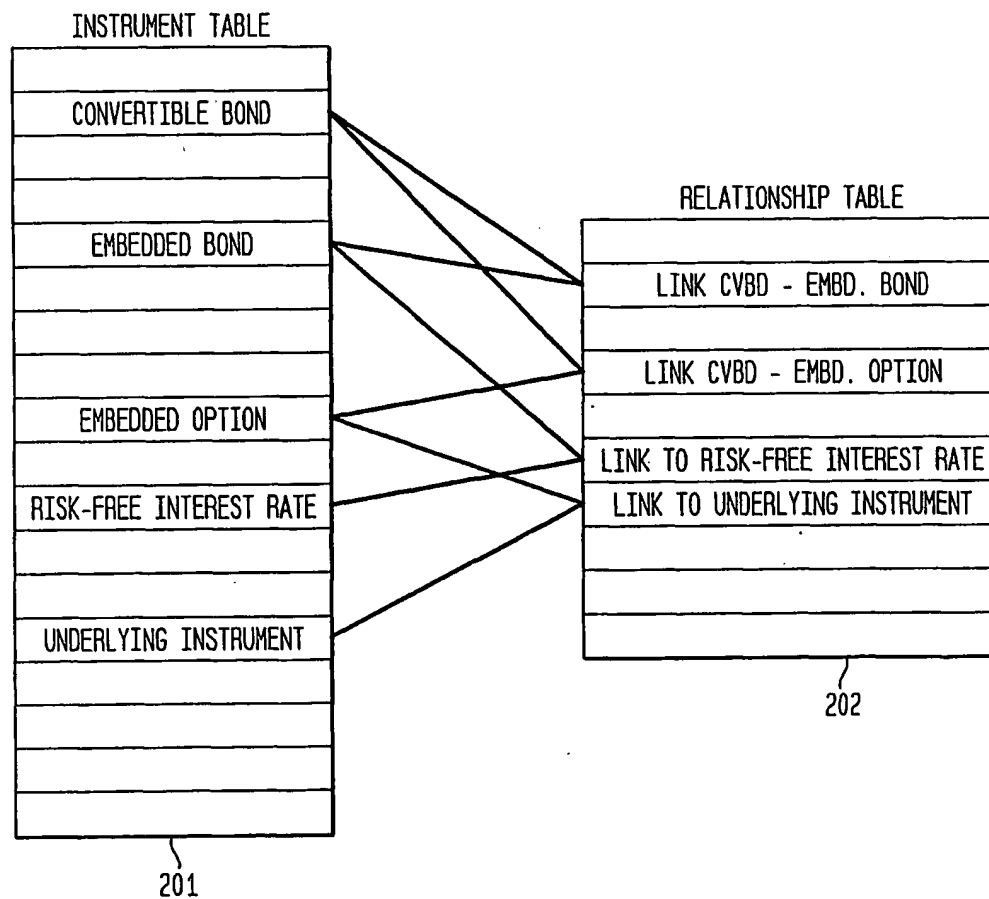 INSTRUMENT TABLE
CONVERTIBLE BOND
EMBEDDED BOND
EMBEDDED OPTION
RISK-FREE INTEREST RATE
UNDERLYING INSTRUMENT
201
RELATIONSHIP TABLE
LINK CVBD - EMBD. BOND
LINK CVBD - EMBD. OPTION
LINK TO RISK-FREE INTEREST RATE
LINK TO UNDERLYING INSTRUMENT
202